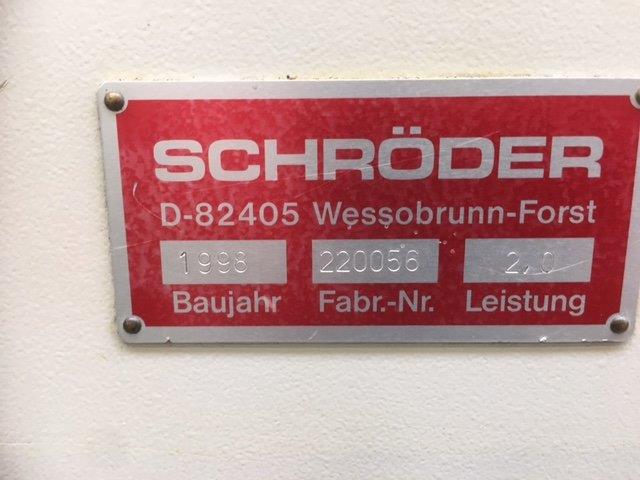 SCHRÖDER
D-82405 Wessobrunn-Forst
1998 220056 2,0
Baujahr Fabr.-Nr. Leistung